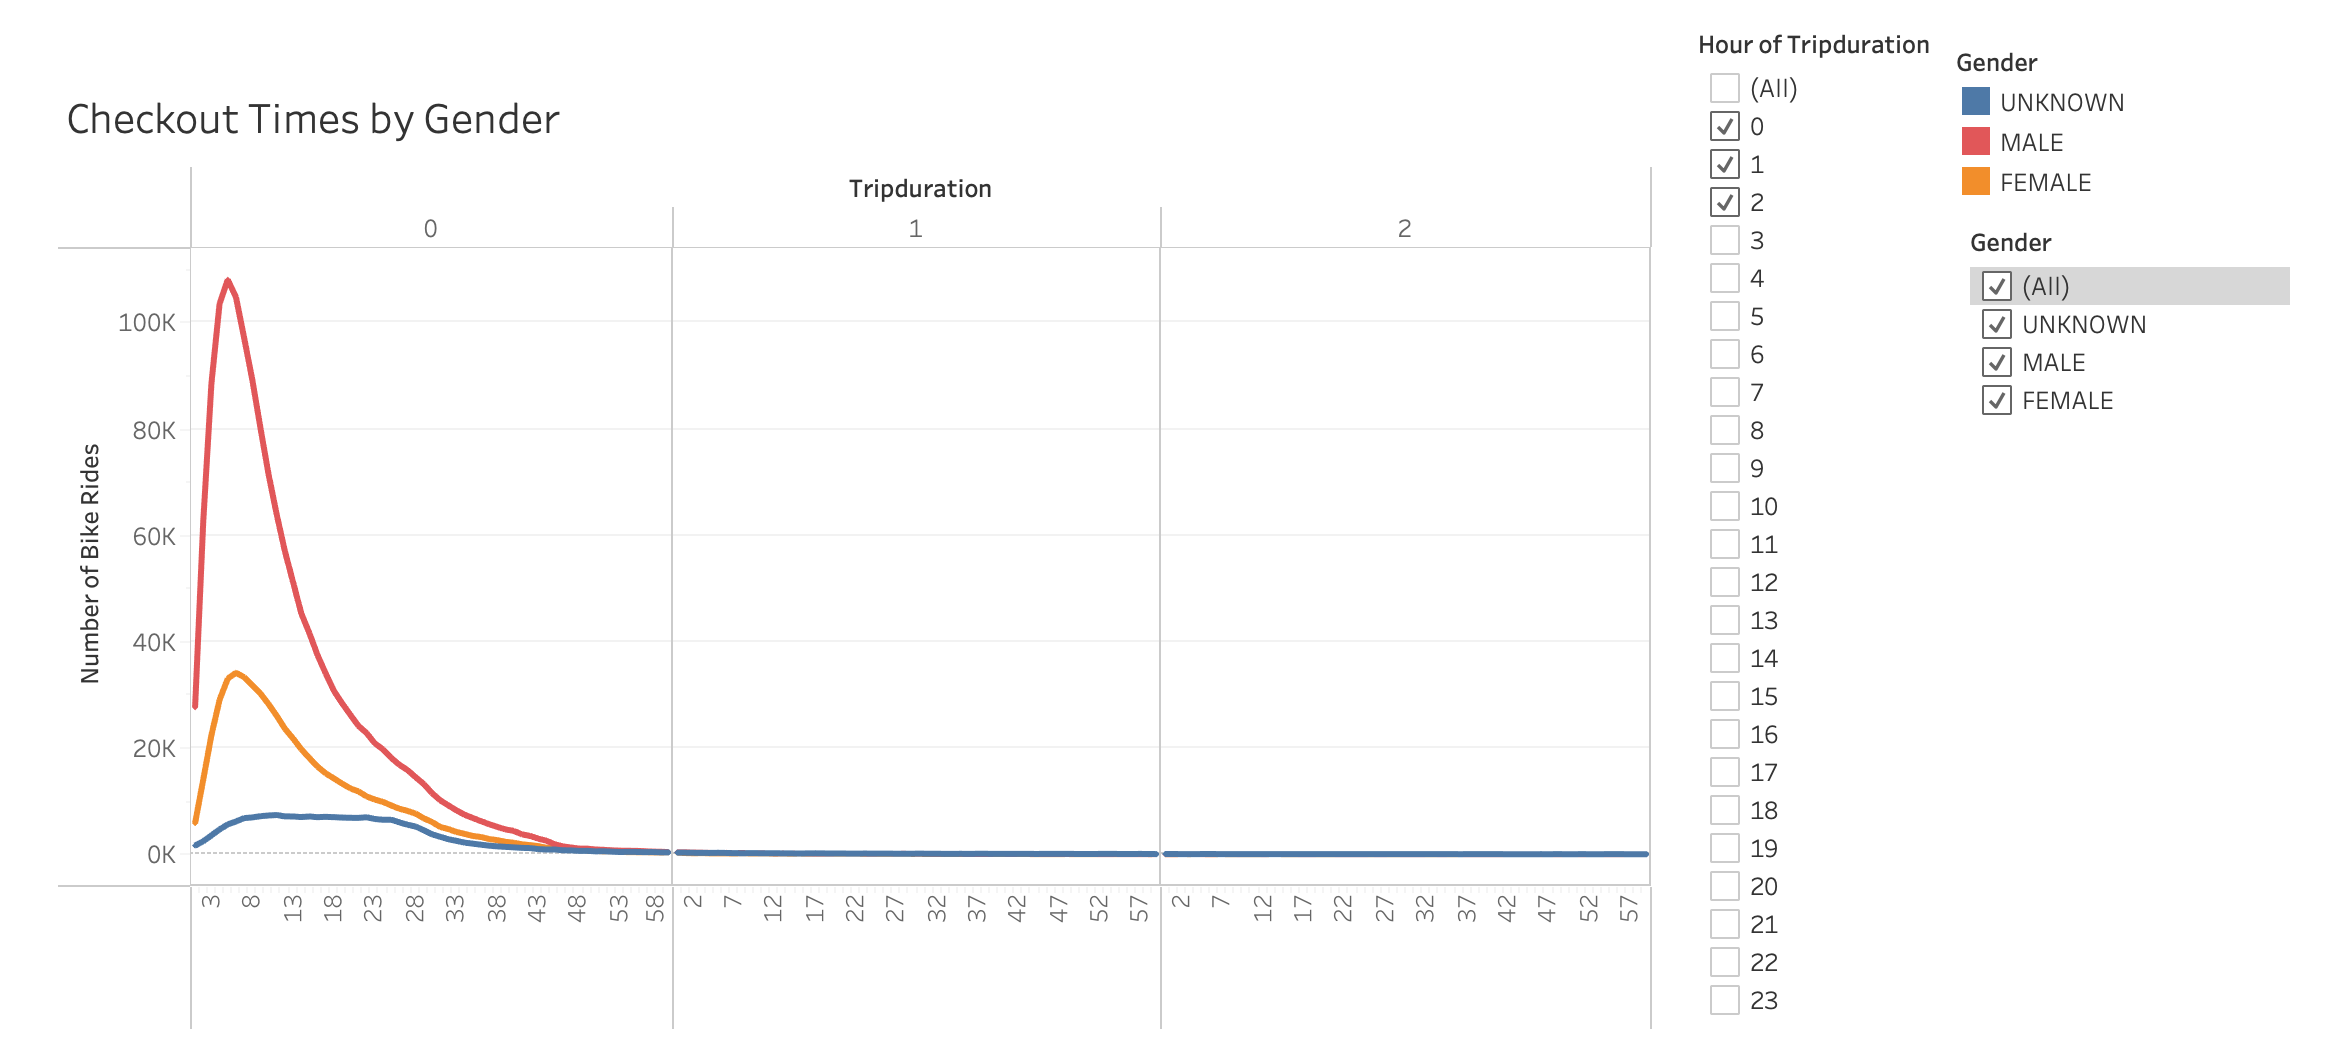 Checkout Times by Gender
Tripduration
0 1 2
Number of Bike Rides
100K
80K
60K
40K
20K
0K
3 8 13 18 23 28 33 38 43 48 53 58 2 7 12 17 22 27 32 37 42 47 52 57 2 7 12 17 22 27 32 37 42 47 52 57
Hour of Tripduration
(All)
0
1
2
3
4
5
6
7
8
9
10
11
12
13
14
15
16
17
18
19
20
21
22
23
Gender
UNKNOWN
MALE
FEMALE
Gender
(All)
UNKNOWN
MALE
FEMALE